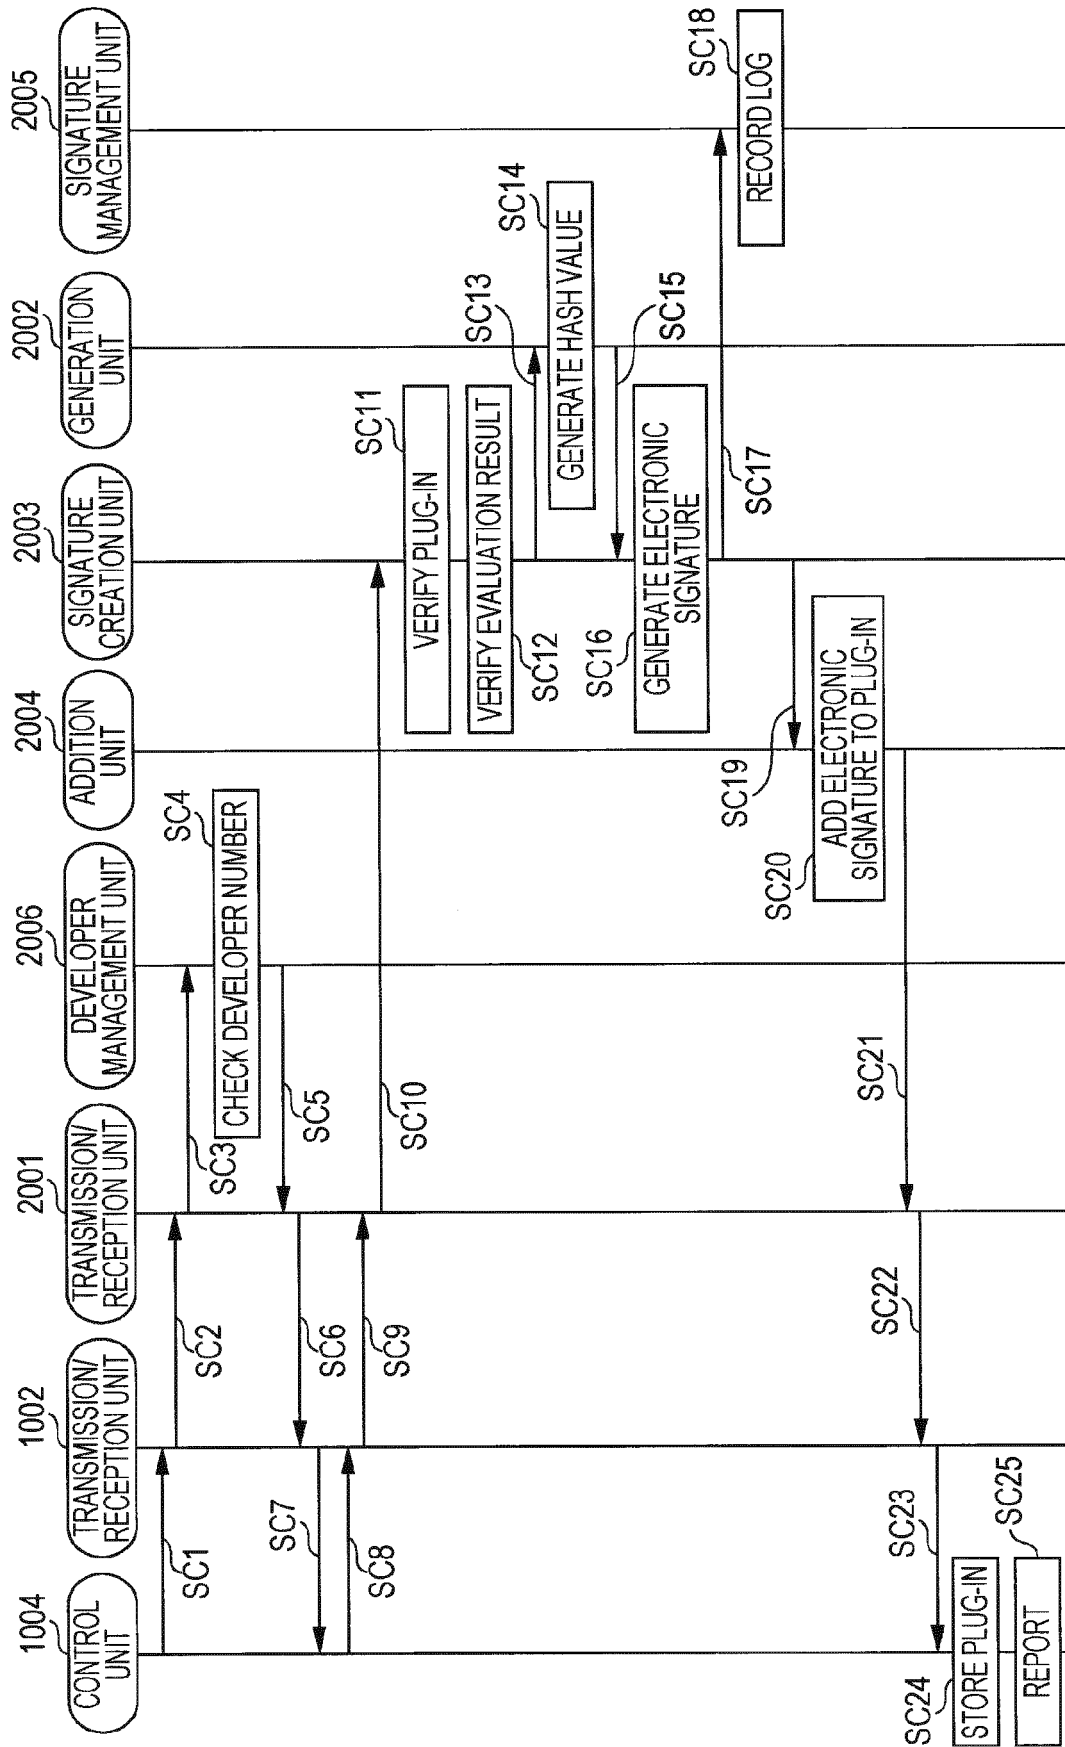 1004
CONTROL
UNIT
1002
TRANSMISSION/
RECEPTION UNIT
2001
TRANSMISSION/
RECEPTION UNIT
2006
DEVELOPER
MANAGEMENT UNIT
2004
ADDITION
UNIT
2003
SIGNATURE
CREATION UNIT
2002
GENERATION
UNIT
2005
SIGNATURE
MANAGEMENT UNIT
SC1
SC2
SC3
SC4
CHECK DEVELOPER NUMBER
SC5
SC6
SC7
SC8
SC9
SC10
SC11
VERIFY PLUG-IN
VERIFY EVALUATION RESULT
SC12
SC13
SC14
GENERATE HASH VALUE
SC15
SC16
GENERATE ELECTRONIC
SIGNATURE
SC17
SC18
RECORD LOG
SC19
SC20
ADD ELECTRONIC
SIGNATURE TO PLUG-IN
SC21
SC22
SC23
SC24
STORE PLUG-IN
SC25
REPORT